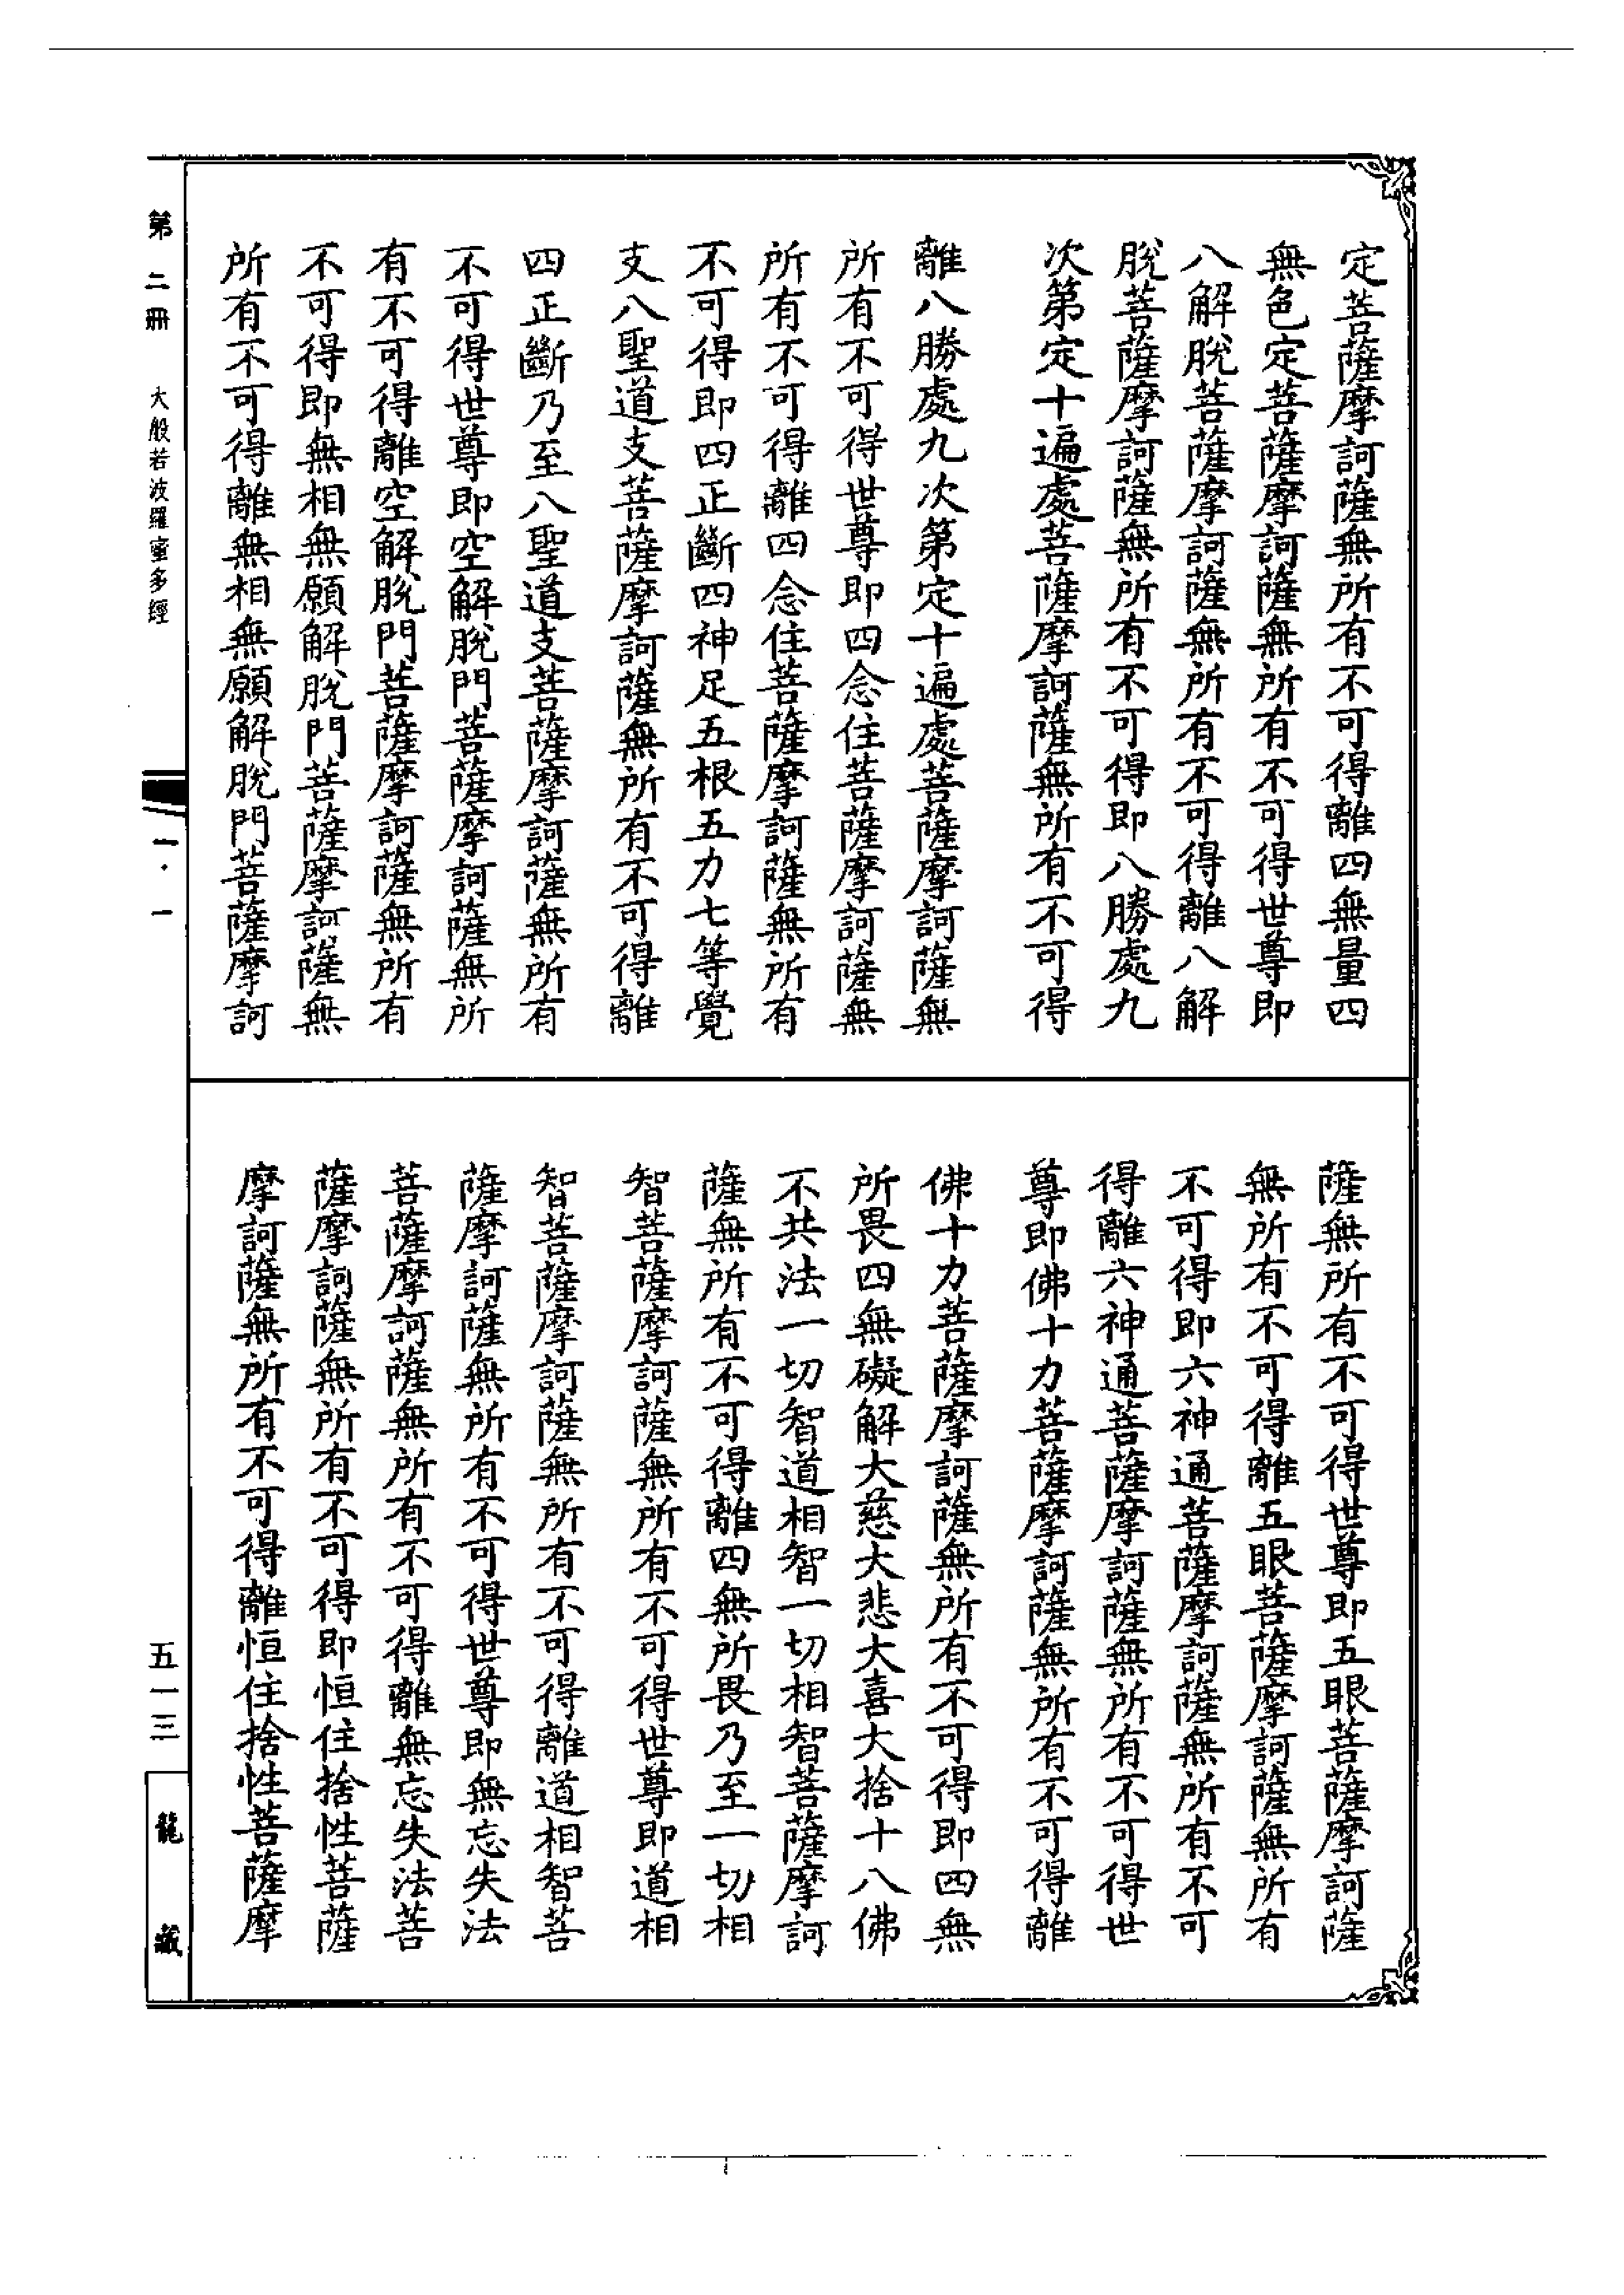 定菩薩摩訶薩無所有不可得離四無量四
無色定菩薩摩訶薩無所有不可得世尊即
八解脫菩薩摩訶薩無所有不可得離八解
脫菩薩摩訶薩無所有不可得即八勝處九
次第定十遍處菩薩摩訶薩無所有不可得
離八勝處九次第定十遍處菩薩摩訶薩無
所有不可得世尊即四念住菩薩摩訶薩無
所有不可得離四念住菩薩摩訶薩無所有
不可得即四正斷四神足五根五力七等覺
支八聖道支菩薩摩訶薩無所有不可得離
四正斷乃至八聖道支菩薩摩訶薩無所有
不可得世尊即空解脫門菩薩摩訶薩無所
有不可得離空解脫門菩薩摩訶薩無所有
不可得即無相無願解脫門菩薩摩訶薩無
所有不可得離無相無願解脫門菩薩摩訶
薩無所有不可得世尊即五眼菩薩摩訶薩
無所有不可得離五眼菩薩摩訶薩無所有
不可得即六神通菩薩摩訶薩無所有不可
得離六神通菩薩摩訶薩無所有不可得世
尊即佛十力菩薩摩訶薩無所有不可得離
佛十力菩薩摩訶薩無所有不可得即四無
所畏四無礙解大慈大悲大喜大捨十八佛
不共法一切智道相智一切相智菩薩摩訶
薩無所有不可得離四無所畏乃至一切相
智菩薩摩訶薩無所有不可得世尊即道相
智菩薩摩訶薩無所有不可得離道相智菩
薩摩訶薩無所有不可得世尊即無忘失法
菩薩摩訶薩無所有不可得離無忘失法菩
薩摩訶薩無所有不可得即恒住捨性菩薩
摩訶薩無所有不可得離恒住捨性菩薩摩
第二冊 大般若波羅蜜多經 一·一 五一三 龍藏